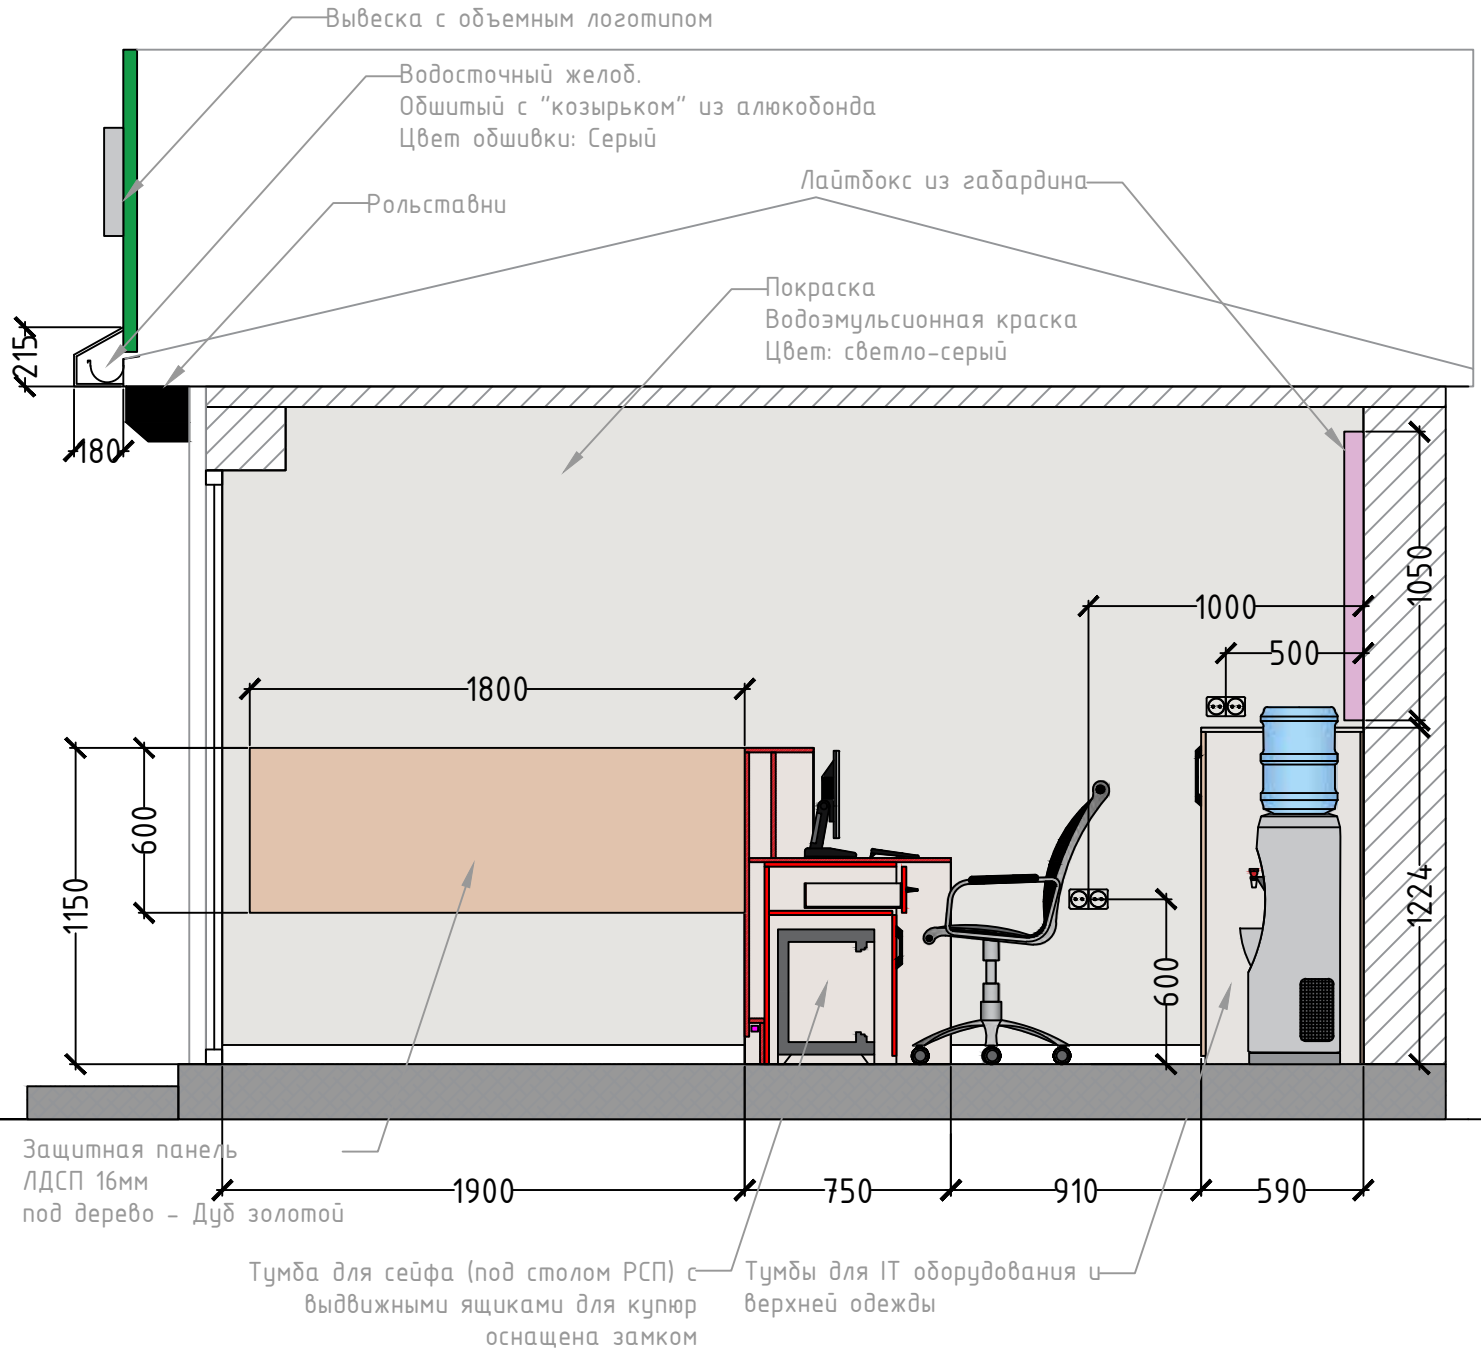 Вывеска с объемным логотипом
Водосточный желоб.
Обшитый с "козырьком" из алюкобонда
Цвет обшивки: Серый
Лайтбокс из габардина
Рольставни
Покраска
Водоэмульсионная краска
Цвет: светло-серый
215
180
1050
1000
500
1800
600
1150
1224
600
Защитная панель
ЛДСП 16мм
под дерево - Дуб золотой
1900
750
910
590
Тумба для сейфа (под столом РСП) с
выдвижными ящиками для купюр
оснащена замком
Тумбы для IT оборудования и
верхней одежды